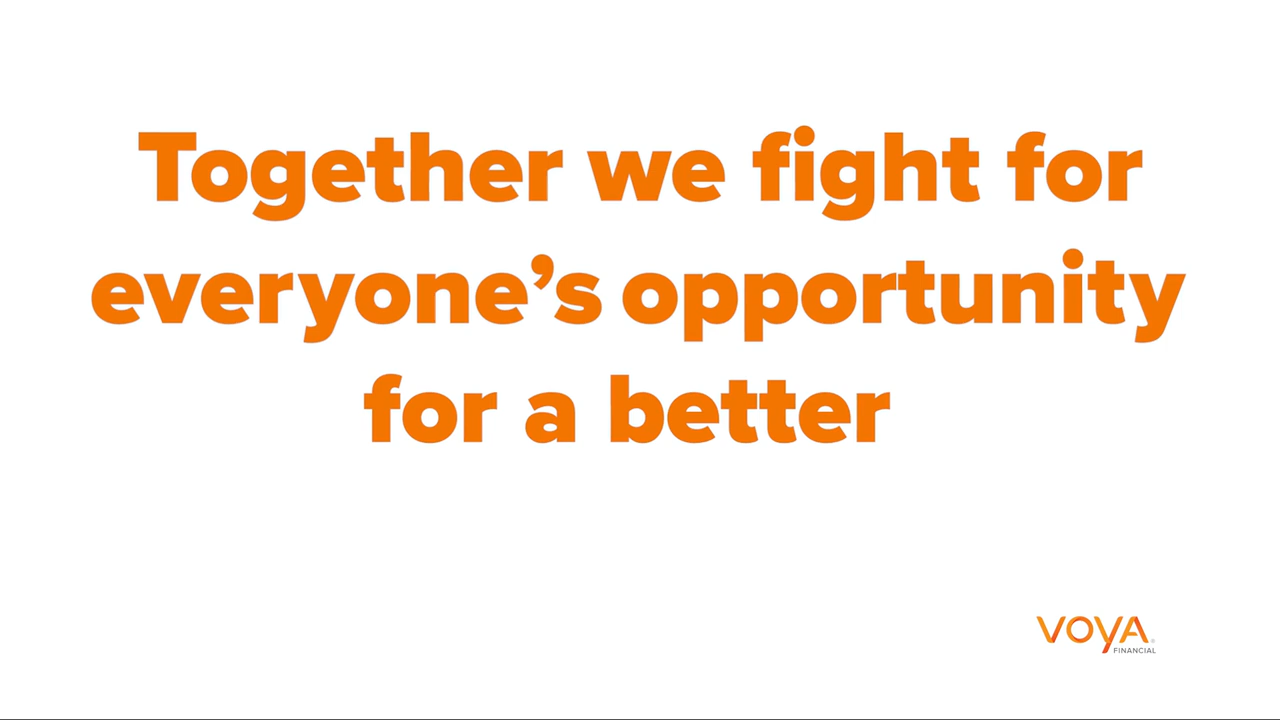 Together we fight for
everyone’s opportunity
for a better
VOYA®
FINANCIAL